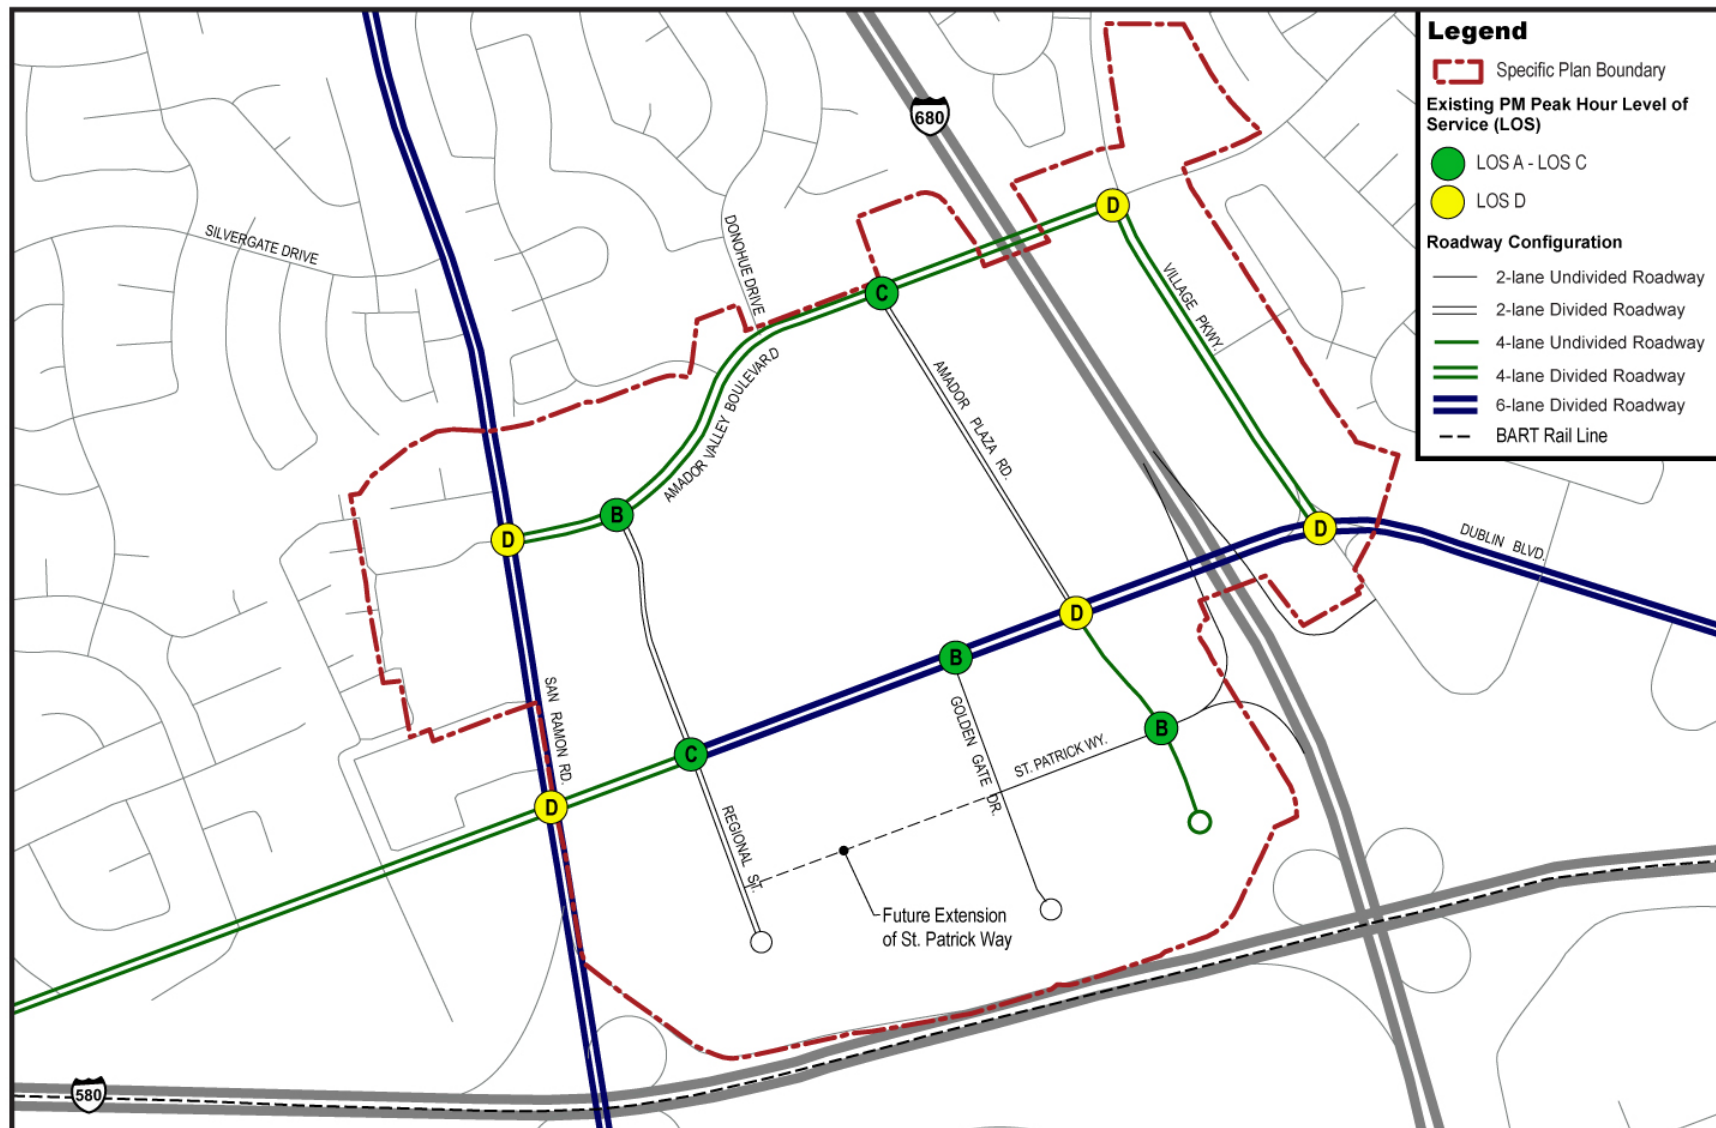 Legend
Specific Plan Boundary
Existing PM Peak Hour Level of
Service (LOS)
LOS A - LOS C
LOS D
Roadway Configuration
2-lane Undivided Roadway
2-lane Divided Roadway
4-lane Undivided Roadway
4-lane Divided Roadway
6-lane Divided Roadway
BART Rail Line
680
D
SILVERGATE DRIVE
DONOHUE DRIVE
C
VILLAGE PKWY.
AMADOR VALLEY BOULEVARD
AMADOR PLAZA RD.
B
D
D
DUBLIN BLVD.
D
B
SAN RAMON RD.
GOLDEN GATE DR.
B
ST. PATRICK WY.
C
D
REGIONAL ST.
Future Extension
of St. Patrick Way
580